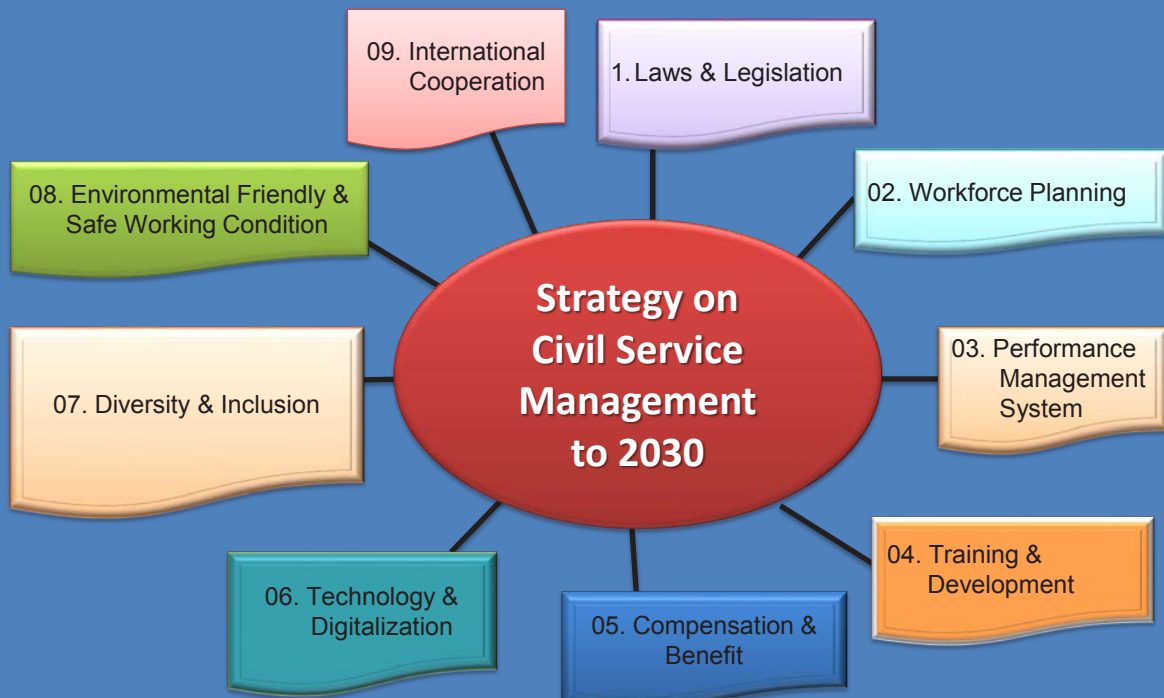 Strategy on
Civil Service
Management
to 2030
1. Laws & Legislation
02. Workforce Planning
03. Performance
Management
System
04. Training &
Development
05. Compensation &
Benefit
06. Technology &
Digitalization
07. Diversity & Inclusion
08. Environmental Friendly &
Safe Working Condition
09. International
Cooperation